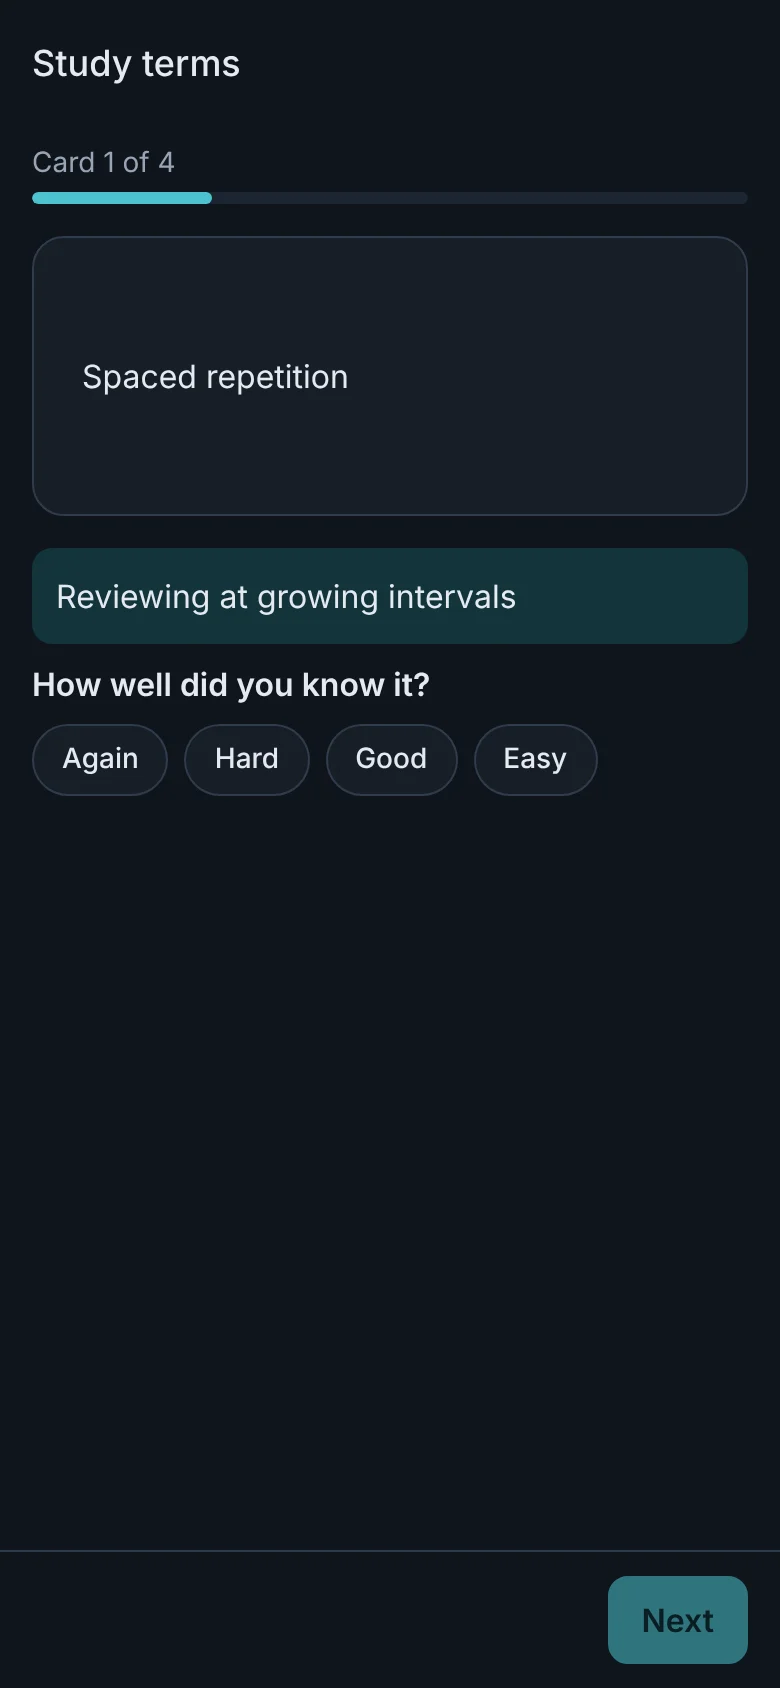 Study terms
Card 1 of 4
Spaced repetition
Reviewing at growing intervals
How well did you know it?
Again Hard Good Easy
Next